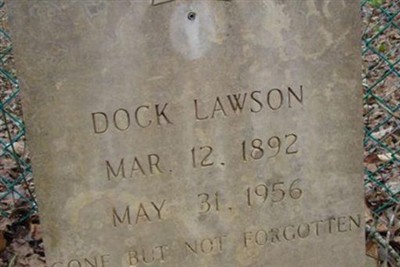 DOCK LAWSON
MAR. 12. 1892
MAY 31. 1956
GONE BUT NOT FORGOTTEN